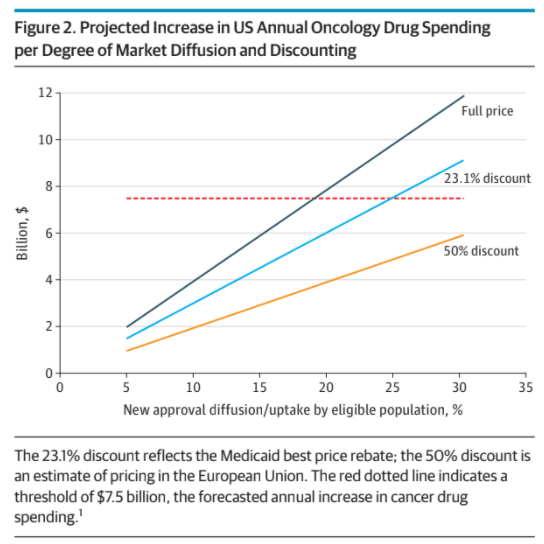 Figure 2. Projected Increase in US Annual Oncology Drug Spending
per Degree of Market Diffusion and Discounting
12
10
8
6
4
2
0
Billion, $
Full price
23.1% discount
50% discount
0 5 10 15 20 25 30 35
New approval diffusion/uptake by eligible population, %
The 23.1% discount reflects the Medicaid best price rebate; the 50% discount is
an estimate of pricing in the European Union. The red dotted line indicates a
threshold of $7.5 billion, the forecasted annual increase in cancer drug
spending.1